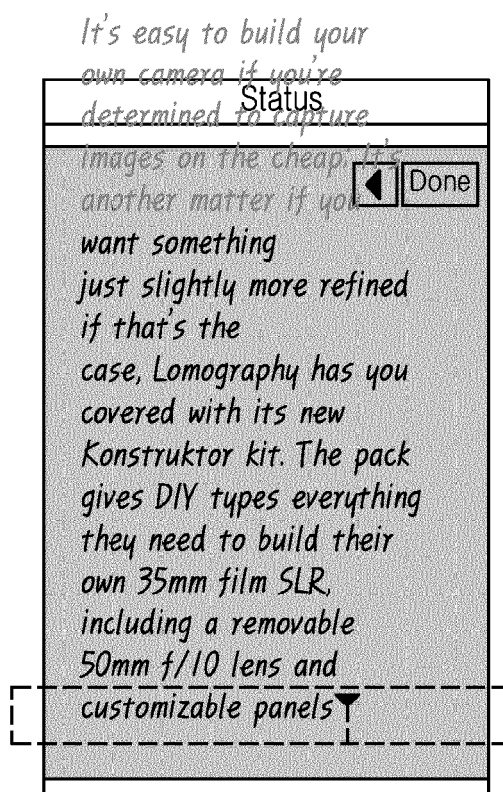 It's easy to build your
own camera if you're
Status
determined to capture
images on the cheap. It's
Done
another matter if you
want something
just slightly more refined
if that's the
case, Lomography has you
covered with its new
Konstruktor kit. The pack
gives DIY types everything
they need to build their
own 35mm film SLR,
including a removable
50mm f/10 lens and
customizable panels